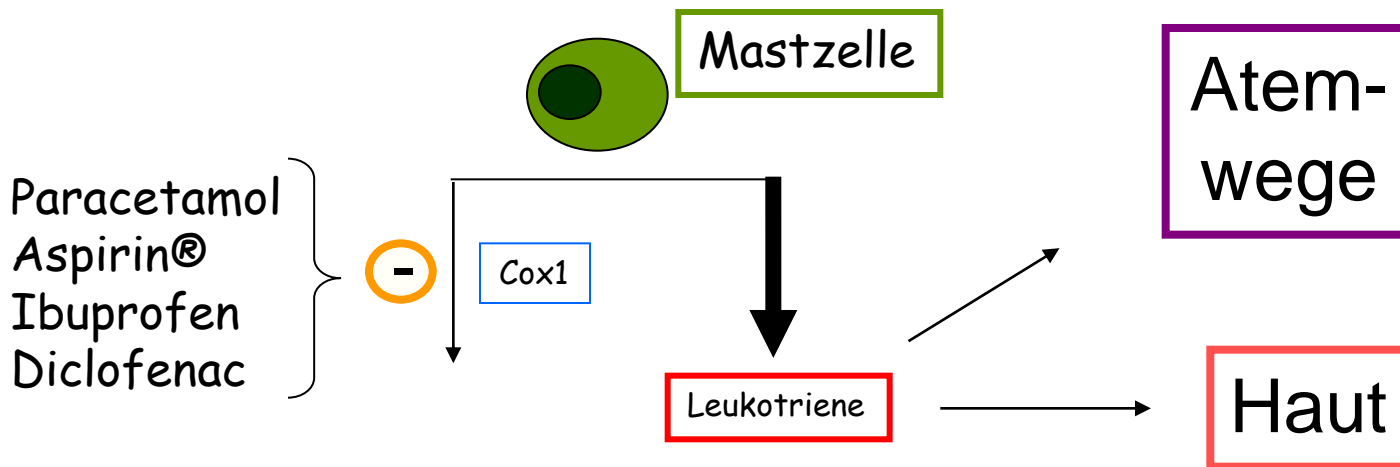 Mastzelle
Atem-
wege
Paracetamol
Aspirin®
Ibuprofen
Diclofenac
-
Cox1
Leukotriene
Haut